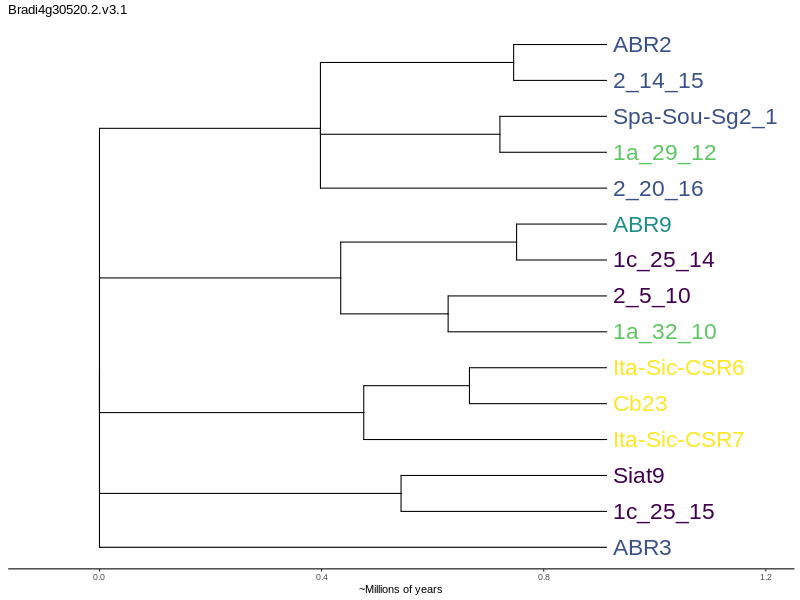 Bradi4g30520.2.v3.1
ABR2
2_14_15
Spa-Sou-Sg2_1
1a_29_12
2_20_16
ABR9
1c_25_14
2_5_10
1a_32_10
Ita-Sic-CSR6
Cb23
Ita-Sic-CSR7
Siat9
1c_25_15
ABR3
0.0 0.4 0.8 1.2
~Millions of years